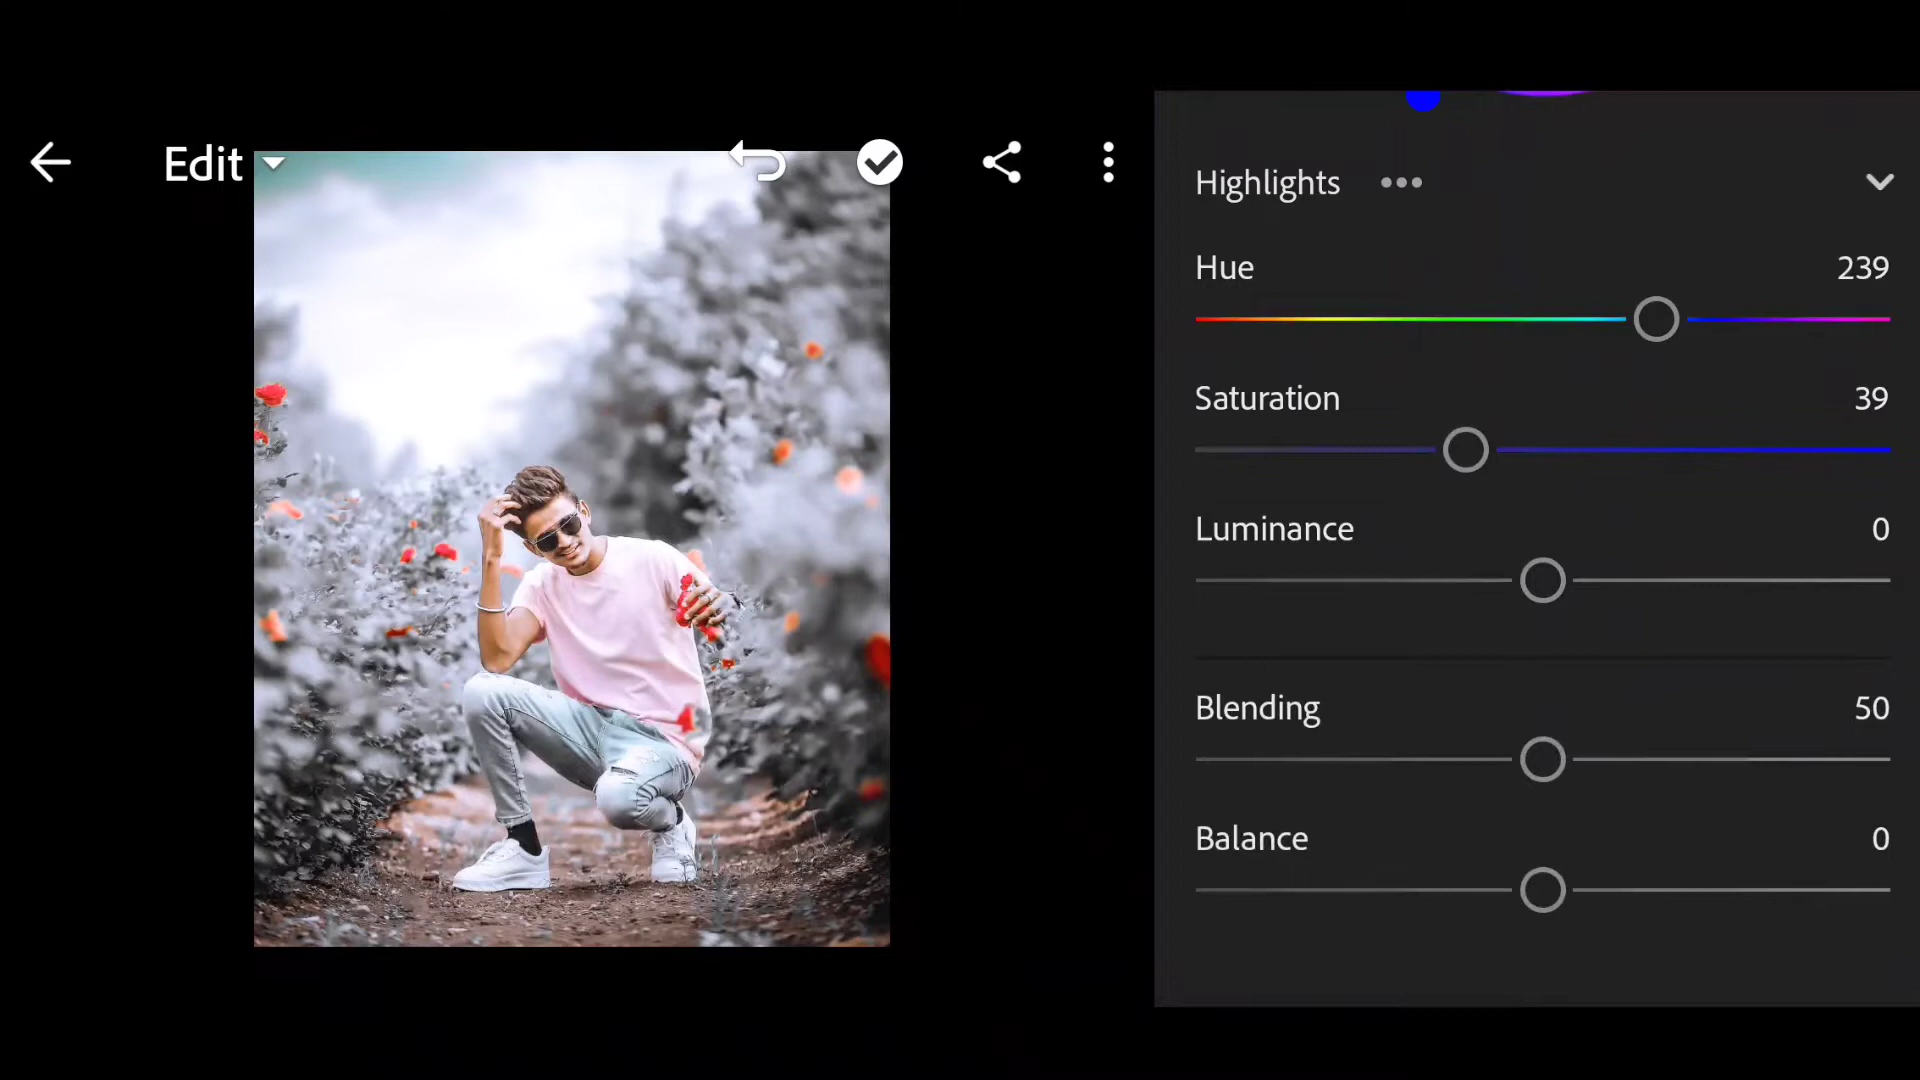 Edit
Highlights
Hue 239
Saturation 39
Luminance 0
Blending 50
Balance 0